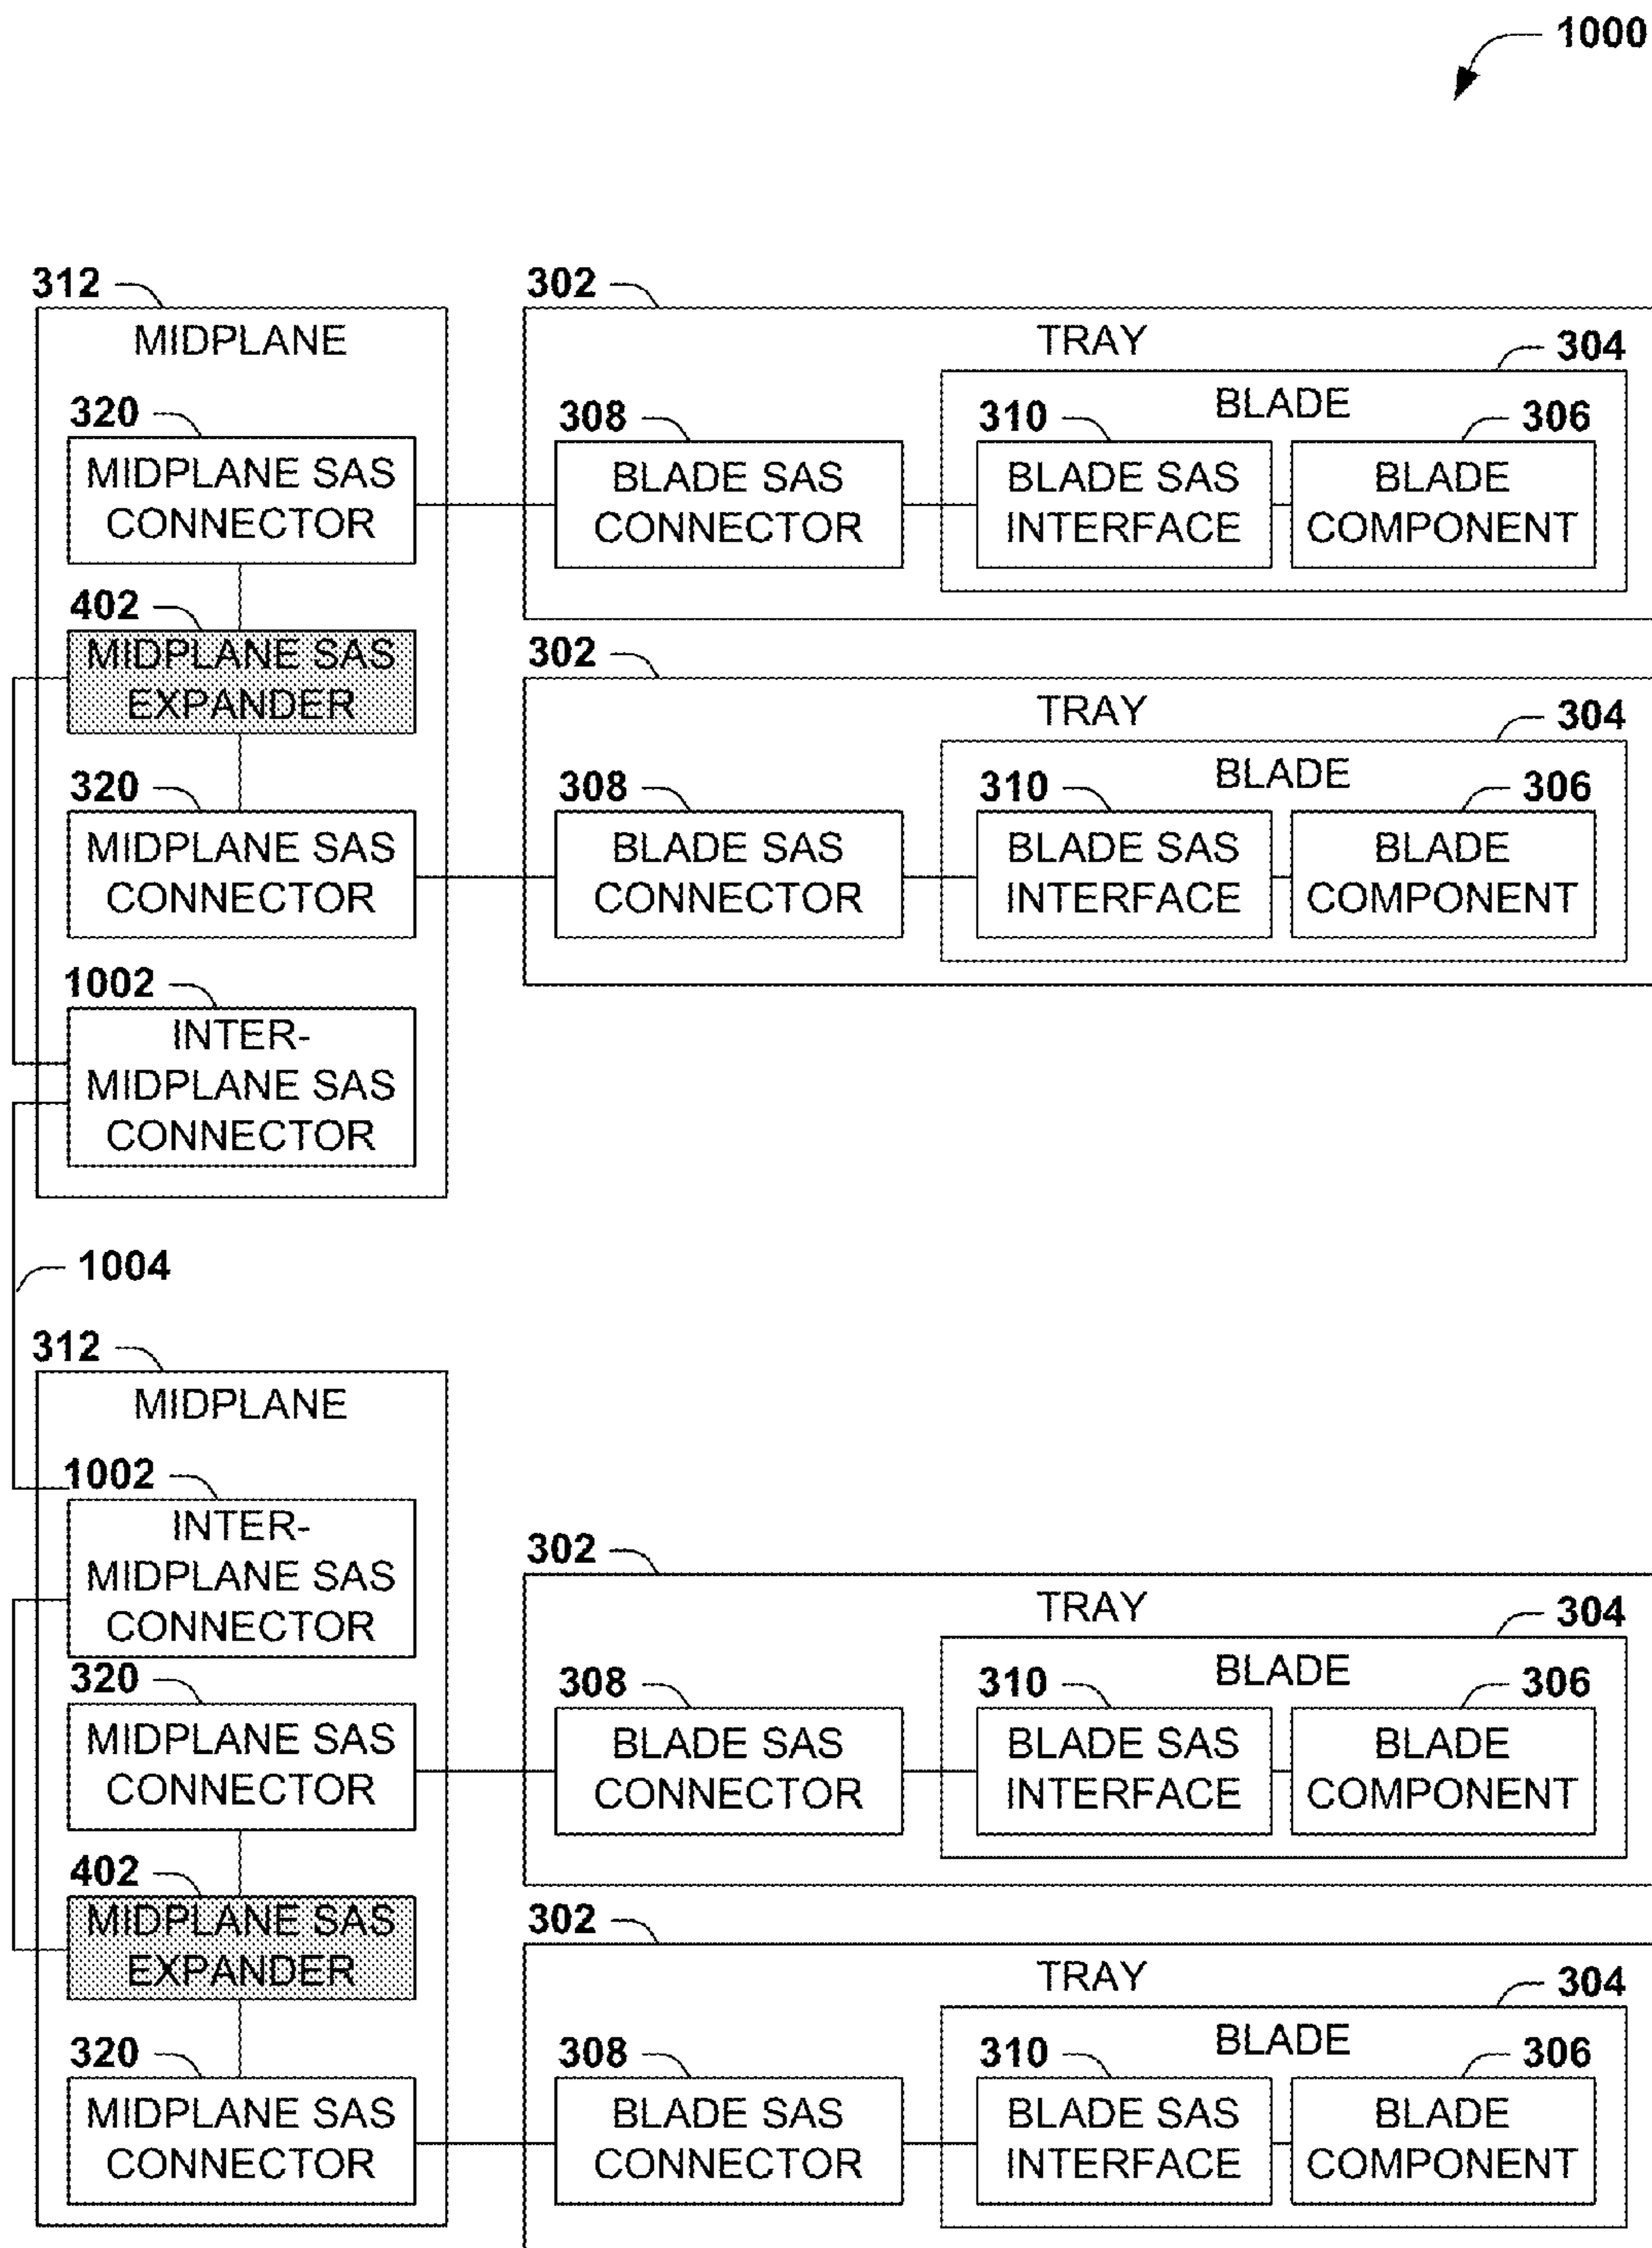 1000
312
MIDPLANE
320
MIDPLANE SAS
CONNECTOR
402
MIDPLANE SAS
EXPANDER
320
MIDPLANE SAS
CONNECTOR
1002
INTER-
MIDPLANE SAS
CONNECTOR
302
TRAY
304
BLADE
308
BLADE SAS
CONNECTOR
310
BLADE SAS
INTERFACE
306
BLADE
COMPONENT
302
TRAY
304
BLADE
308
BLADE SAS
CONNECTOR
310
BLADE SAS
INTERFACE
306
BLADE
COMPONENT
1004
312
MIDPLANE
1002
INTER-
MIDPLANE SAS
CONNECTOR
320
MIDPLANE SAS
CONNECTOR
402
MIDPLANE SAS
EXPANDER
320
MIDPLANE SAS
CONNECTOR
302
TRAY
304
BLADE
308
BLADE SAS
CONNECTOR
310
BLADE SAS
INTERFACE
306
BLADE
COMPONENT
302
TRAY
304
BLADE
308
BLADE SAS
CONNECTOR
310
BLADE SAS
INTERFACE
306
BLADE
COMPONENT